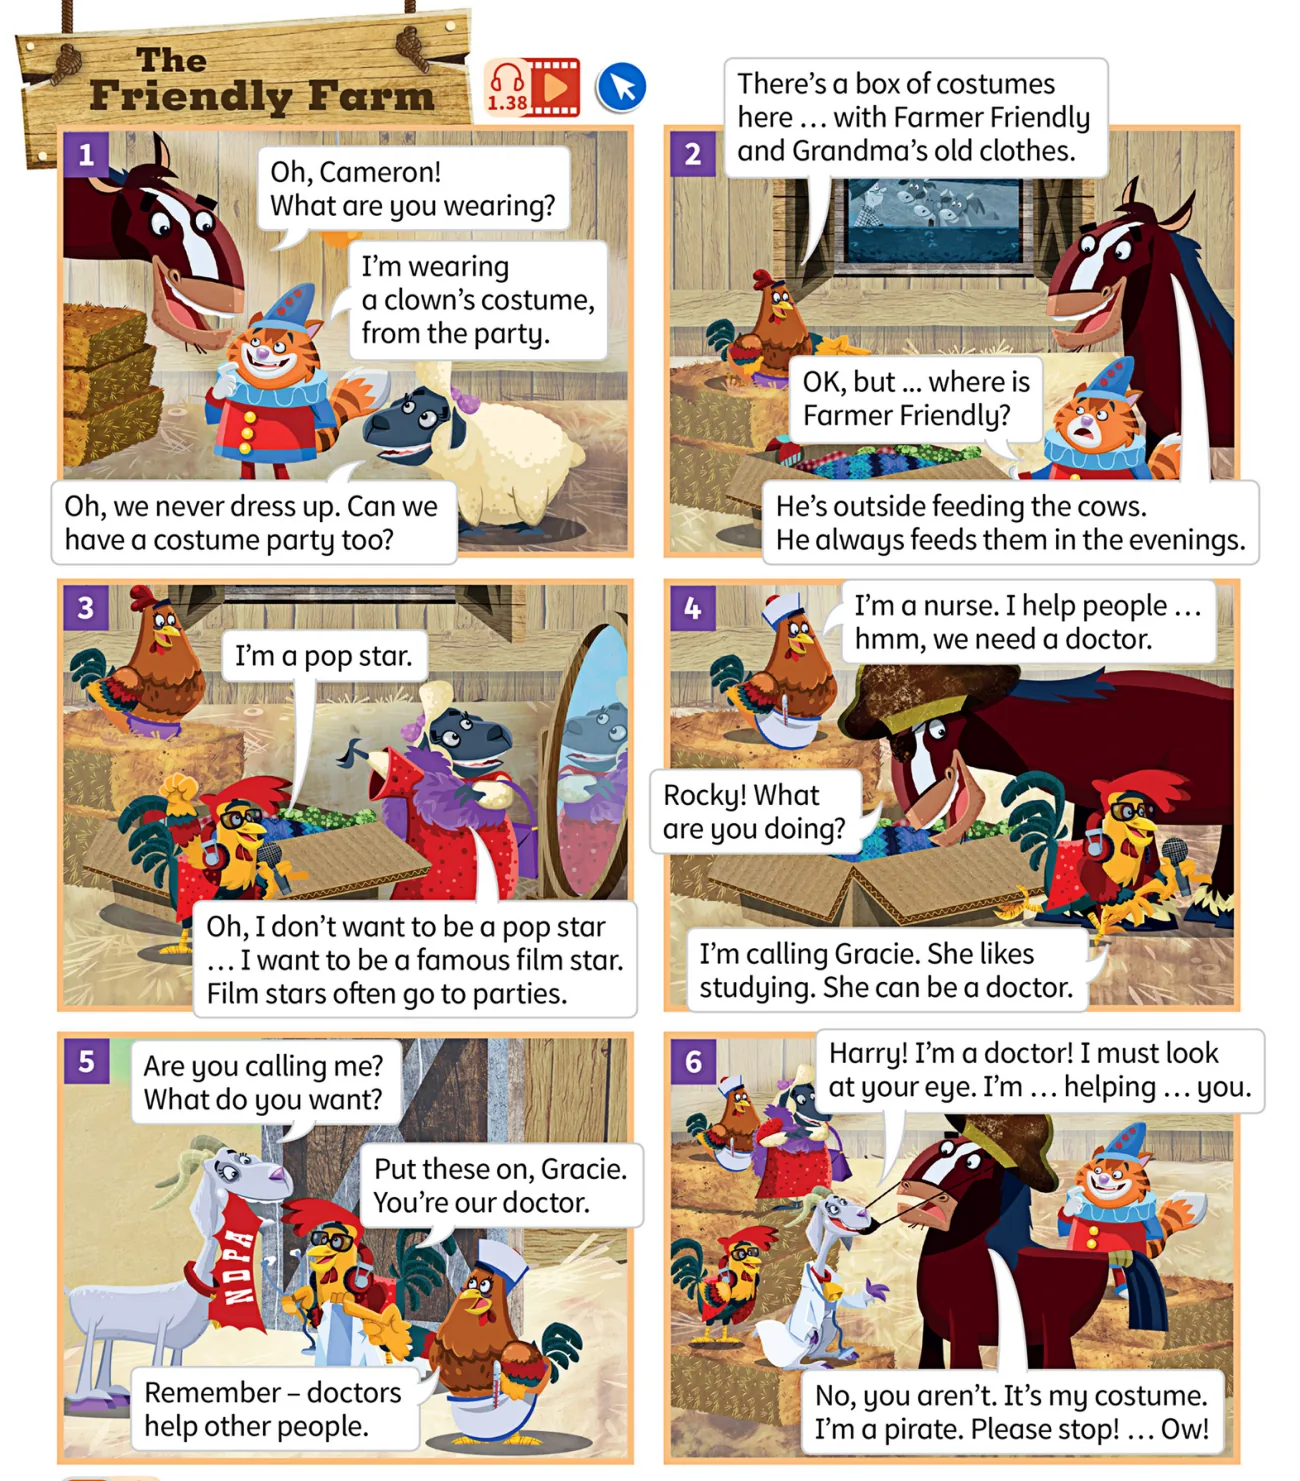 The
Friendly Farm
1.38
1
Oh, Cameron!
What are you wearing?
I'm wearing
a clown's costume,
from the party.
Oh, we never dress up. Can we
have a costume party too?
2
There's a box of costumes
here ... with Farmer Friendly
and Grandma's old clothes.
OK, but ... where is
Farmer Friendly?
He's outside feeding the cows.
He always feeds them in the evenings.
3
I'm a pop star.
Oh, I don't want to be a pop star
... I want to be a famous film star.
Film stars often go to parties.
4
I'm a nurse. I help people ...
hmm, we need a doctor.
Rocky! What
are you doing?
I'm calling Gracie. She likes
studying. She can be a doctor.
5
Are you calling me?
What do you want?
Put these on, Gracie.
You're our doctor.
NDPA
Remember – doctors
help other people.
6
Harry! I'm a doctor! I must look
at your eye. I'm ... helping ... you.
No, you aren't. It's my costume.
I'm a pirate. Please stop! ... Ow!